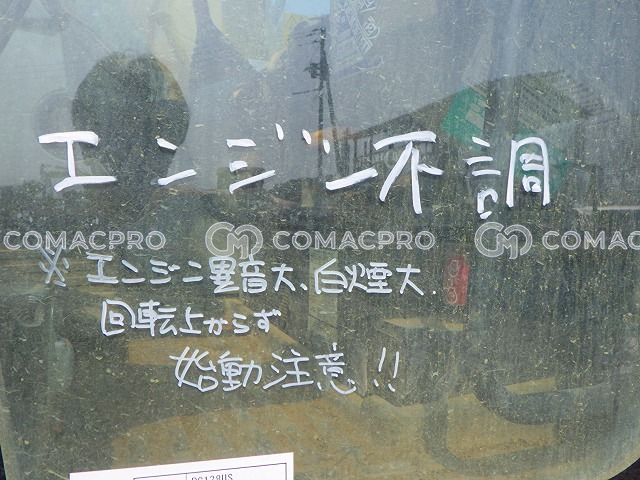 エンジン不調
COMACPRO COMACPRO COMAC
※エンジン異音大、白煙大.
回転上がらず
始動注意!!
PC128US